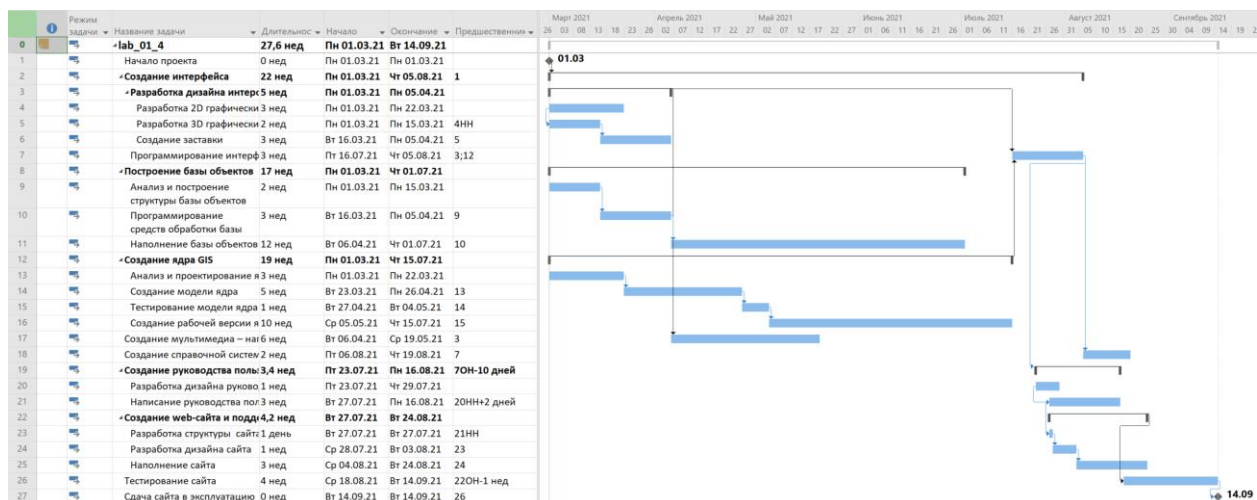 Режим
задачи Название задачи Длительнос Начало Окончание Предшественник
Март 2021 Апрель 2021 Май 2021 Июнь 2021 Июль 2021 Август 2021 Сентябрь 2021
26 03 08 13 18 23 28 02 07 12 17 22 27 02 07 12 17 22 27 01 06 11 16 21 26 01 06 11 16 21 26 31 05 10 15 20 25 30 04 09 14 19
0 lab_01_4 27,6 нед Пн 01.03.21 Вт 14.09.21
1 Начало проекта 0 нед Пн 01.03.21 Пн 01.03.21 01.03
2 Создание интерфейса 22 нед Пн 01.03.21 Чт 05.08.21 1
3 Разработка дизайна интерф 5 нед Пн 01.03.21 Пн 05.04.21
4 Разработка 2D графически 3 нед Пн 01.03.21 Пн 22.03.21
5 Разработка 3D графически 2 нед Пн 01.03.21 Пн 15.03.21 4НН
6 Создание заставки 3 нед Вт 16.03.21 Пн 05.04.21 5
7 Программирование интерф 3 нед Пт 16.07.21 Чт 05.08.21 3;12
8 Построение базы объектов 17 нед Пн 01.03.21 Чт 01.07.21
9 Анализ и построение
структуры базы объектов 2 нед Пн 01.03.21 Пн 15.03.21
10 Программирование
средств обработки базы 3 нед Вт 16.03.21 Пн 05.04.21 9
11 Наполнение базы объектов 12 нед Вт 06.04.21 Чт 01.07.21 10
12 Создание ядра GIS 19 нед Пн 01.03.21 Чт 15.07.21
13 Анализ и проектирование я 3 нед Пн 01.03.21 Пн 22.03.21
14 Создание модели ядра 5 нед Вт 23.03.21 Пн 26.04.21 13
15 Тестирование модели ядра 1 нед Вт 27.04.21 Вт 04.05.21 14
16 Создание рабочей версии я 10 нед Ср 05.05.21 Чт 15.07.21 15
17 Создание мультимедиа – нап 6 нед Вт 06.04.21 Ср 19.05.21 3
18 Создание справочной систем 2 нед Пт 06.08.21 Чт 19.08.21 7
19 Создание руководства поль 3,4 нед Пт 23.07.21 Пн 16.08.21 7ОН-10 дней
20 Разработка дизайна руково 1 нед Пт 23.07.21 Чт 29.07.21
21 Написание руководства пол 3 нед Вт 27.07.21 Пн 16.08.21 20НН+2 дней
22 Создание web-сайта и подд 4,2 нед Вт 27.07.21 Вт 24.08.21
23 Разработка структуры сайта 1 день Вт 27.07.21 Вт 27.07.21 21НН
24 Разработка дизайна сайта 1 нед Ср 28.07.21 Вт 03.08.21 23
25 Наполнение сайта 3 нед Ср 04.08.21 Вт 24.08.21 24
26 Тестирование сайта 4 нед Ср 18.08.21 Вт 14.09.21 22ОН-1 нед
27 Сдача сайта в эксплуатацию 0 нед Вт 14.09.21 Вт 14.09.21 26 14.09